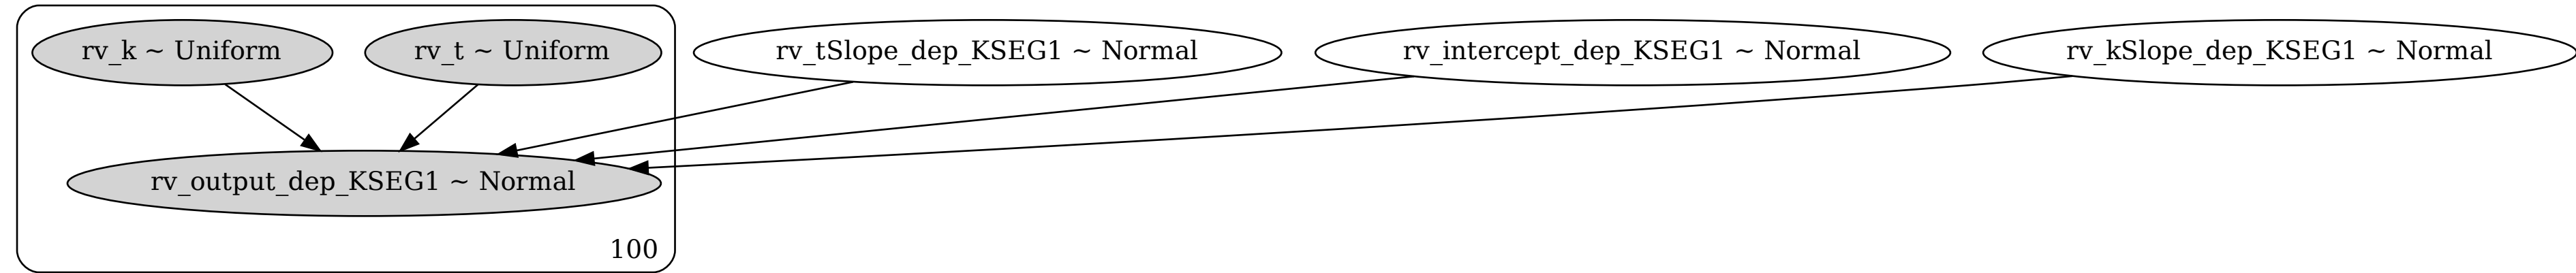 rv_k ~ Uniform
rv_t ~ Uniform
rv_tSlope_dep_KSEG1 ~ Normal
rv_intercept_dep_KSEG1 ~ Normal
rv_kSlope_dep_KSEG1 ~ Normal
rv_output_dep_KSEG1 ~ Normal
100